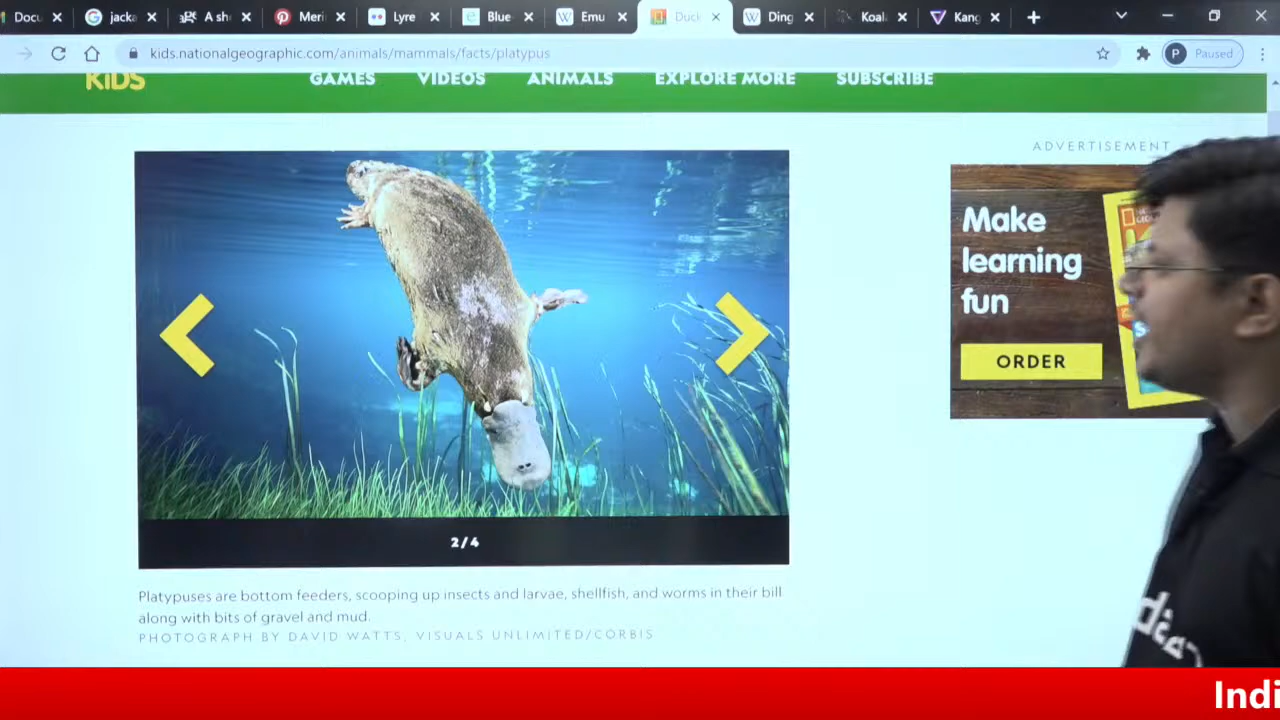 Docu jacka A sh Meri Lyre Blue Emu Duck Ding Koal Kang
kids.nationalgeographic.com/animals/mammals/facts/platypus P Paused
KiDS GAMES VIDEOS ANIMALS EXPLORE MORE SUBSCRIBE
ADVERTISEMENT
Make
learning
fun
ORDER
2/4
Platypuses are bottom feeders, scooping up insects and larvae, shellfish, and worms in their bill
along with bits of gravel and mud.
PHOTOGRAPH BY DAVID WATTS, VISUALS UNLIMITED/CORBIS
Indi